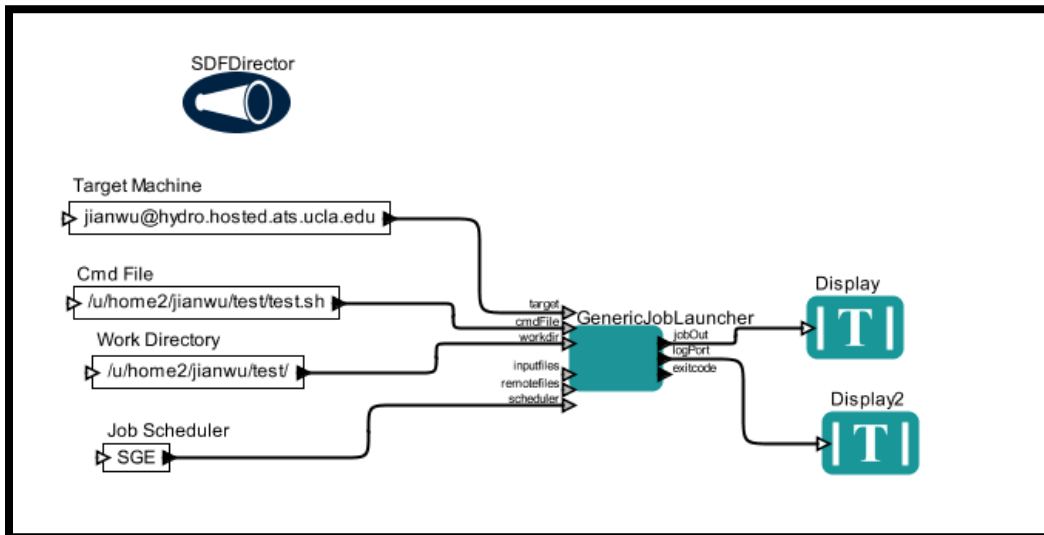 SDFDirector
Target Machine
jianwu@hydro.hosted.ats.ucla.edu
Cmd File
/u/home2/jianwu/test/test.sh
Work Directory
/u/home2/jianwu/test/
Job Scheduler
SGE
target
cmdFile
workdir
inputfiles
remotefiles
scheduler
GenericJobLauncher
jobOut
logPort
exitcode
Display
T
Display2
T